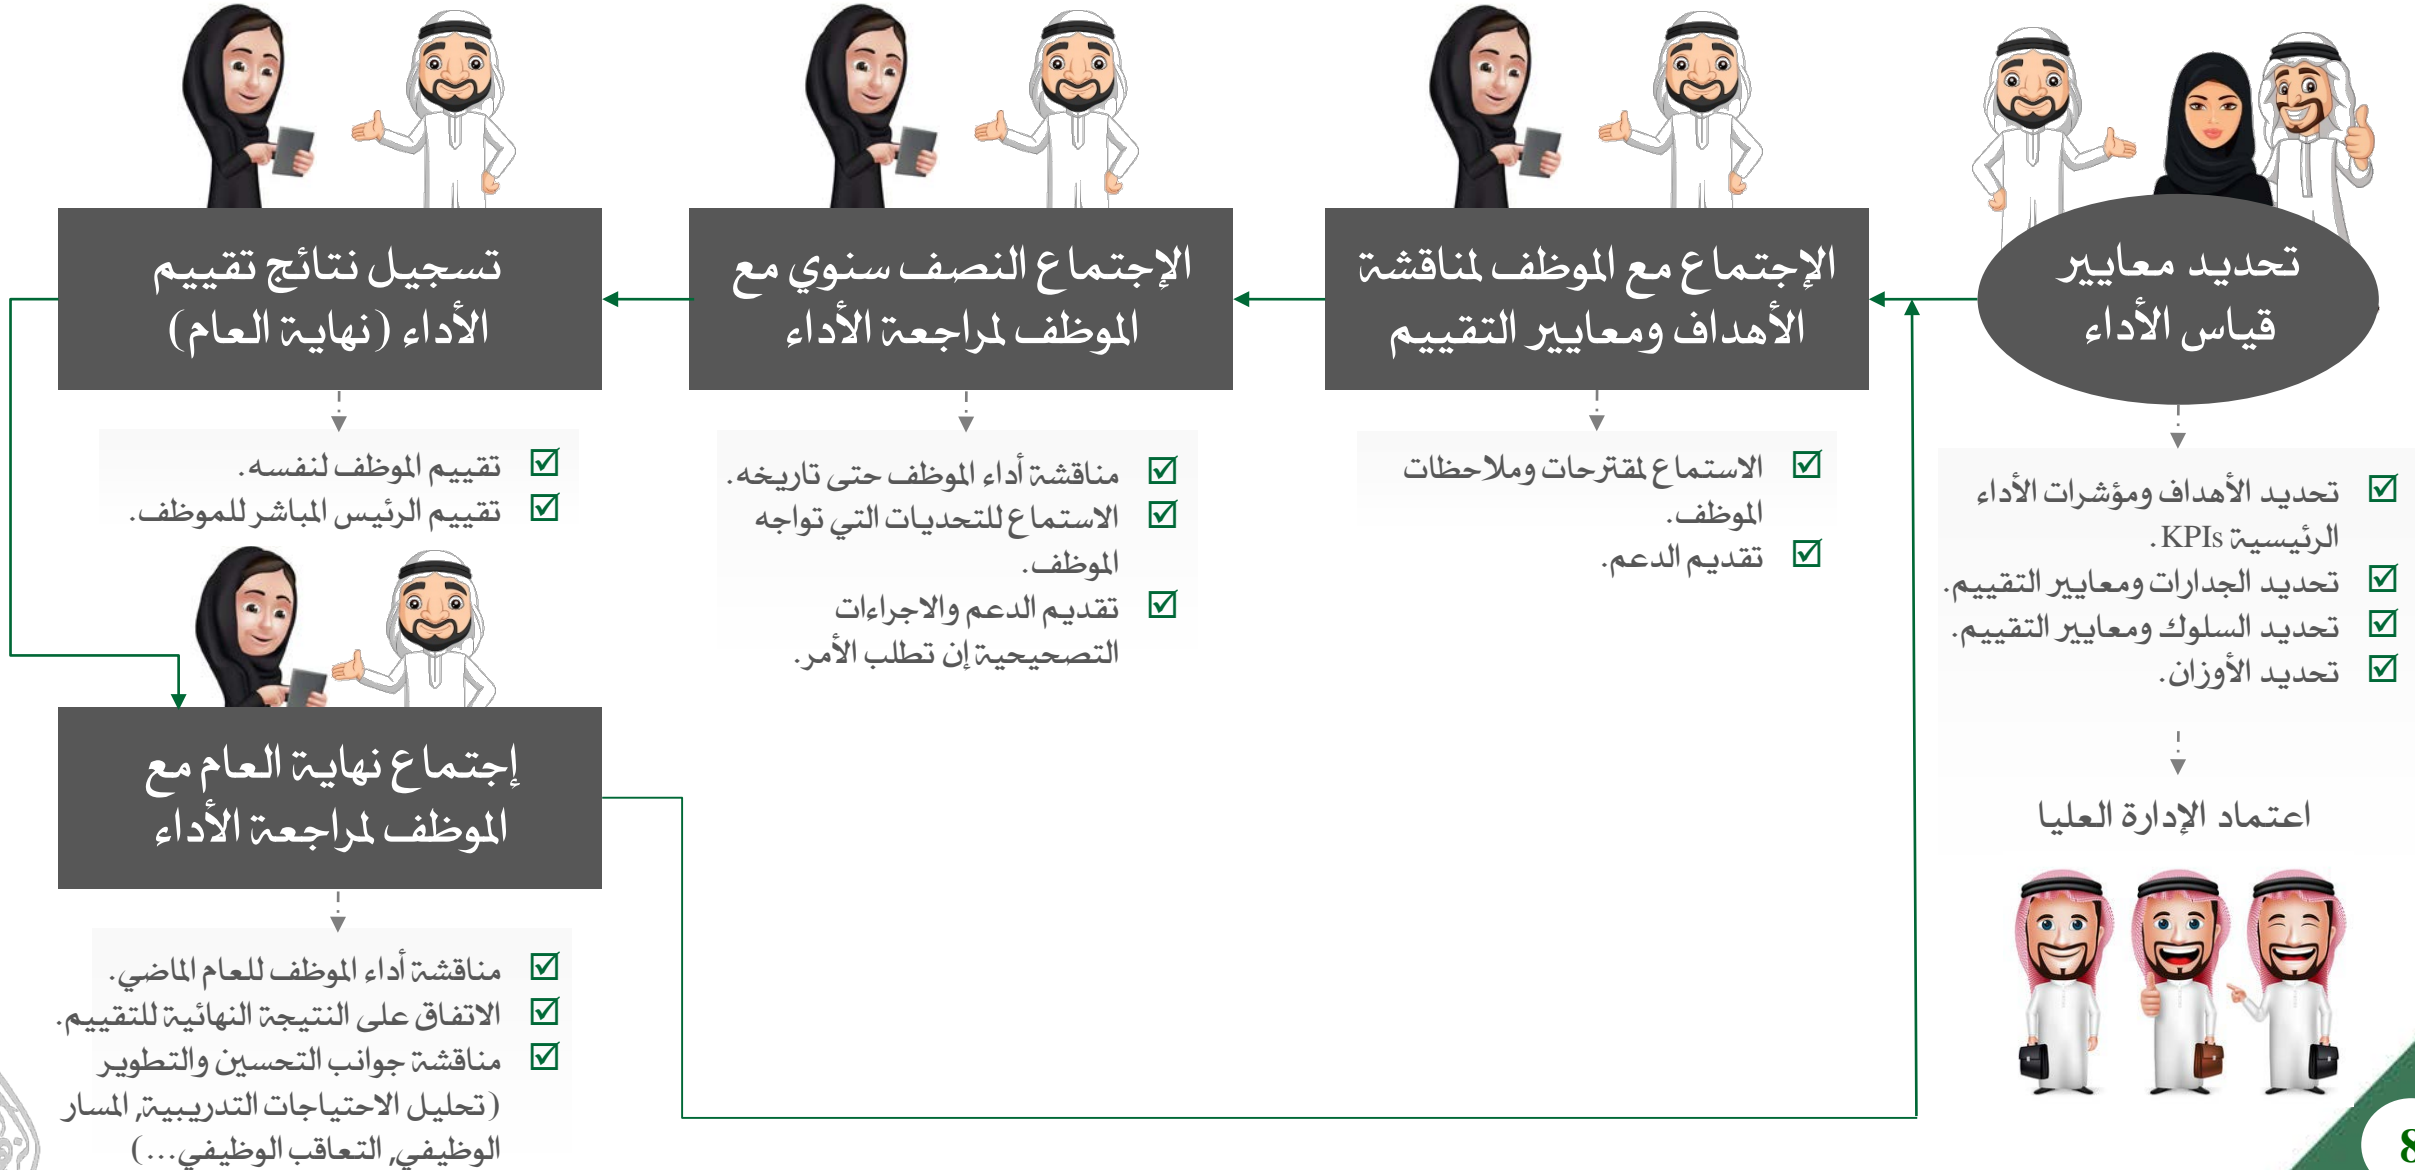 تحديد معايير
قياس الأداء
تحديد الأهداف ومؤشرات الأداء
الرئيسية KPIs.
تحديد الجدارات ومعايير التقييم.
تحديد السلوك ومعايير التقييم.
تحديد الأوزان.
اعتماد الإدارة العليا
الإجتماع مع الموظف لمناقشة
الأهداف ومعايير التقييم
الاستماع لمقترحات وملاحظات
الموظف.
تقديم الدعم.
الإجتماع النصف سنوي مع
الموظف لمراجعة الأداء
مناقشة أداء الموظف حتى تاريخه.
الاستماع للتحديات التي تواجه
الموظف.
تقديم الدعم والاجراءات
التصحيحية إن تطلب الأمر.
تسجيل نتائج تقييم
الأداء (نهاية العام)
تقييم الموظف لنفسه.
تقييم الرئيس المباشر للموظف.
إجتماع نهاية العام مع
الموظف لمراجعة الأداء
مناقشة أداء الموظف للعام الماضي.
الاتفاق على النتيجة النهائية للتقييم.
مناقشة جوانب التحسين والتطوير
(تحليل الاحتياجات التدريبية, المسار
الوظيفي, التعاقب الوظيفي...)
8